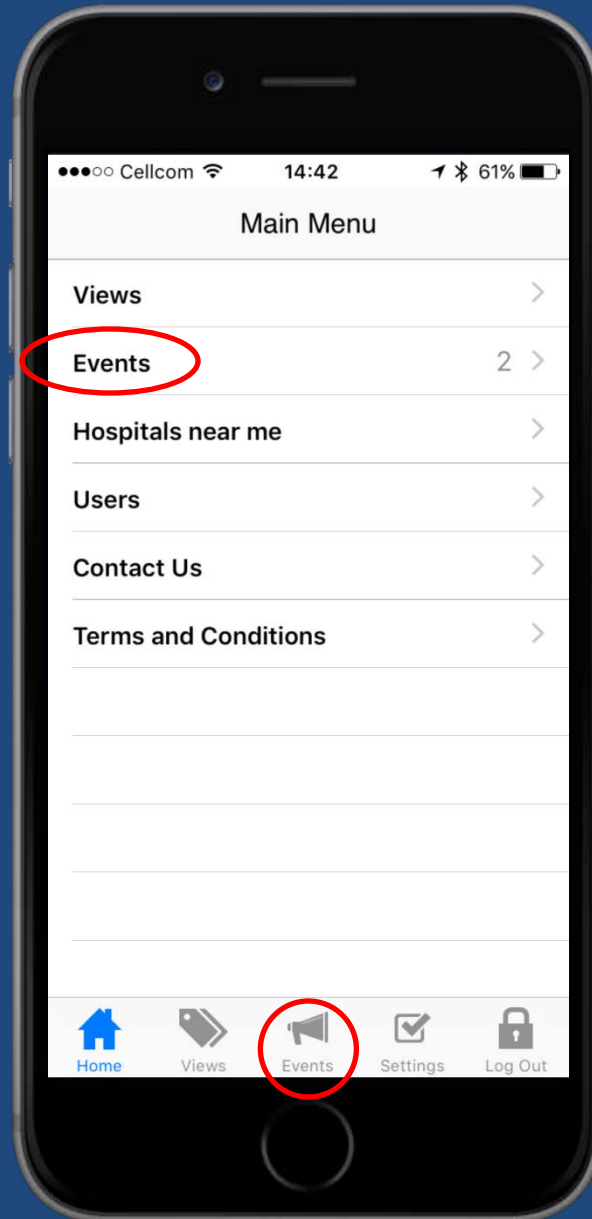 ●●●○○ Cellcom 14:42 61%
Main Menu
Views
Events 2
Hospitals near me
Users
Contact Us
Terms and Conditions
Home Views Events Settings Log Out